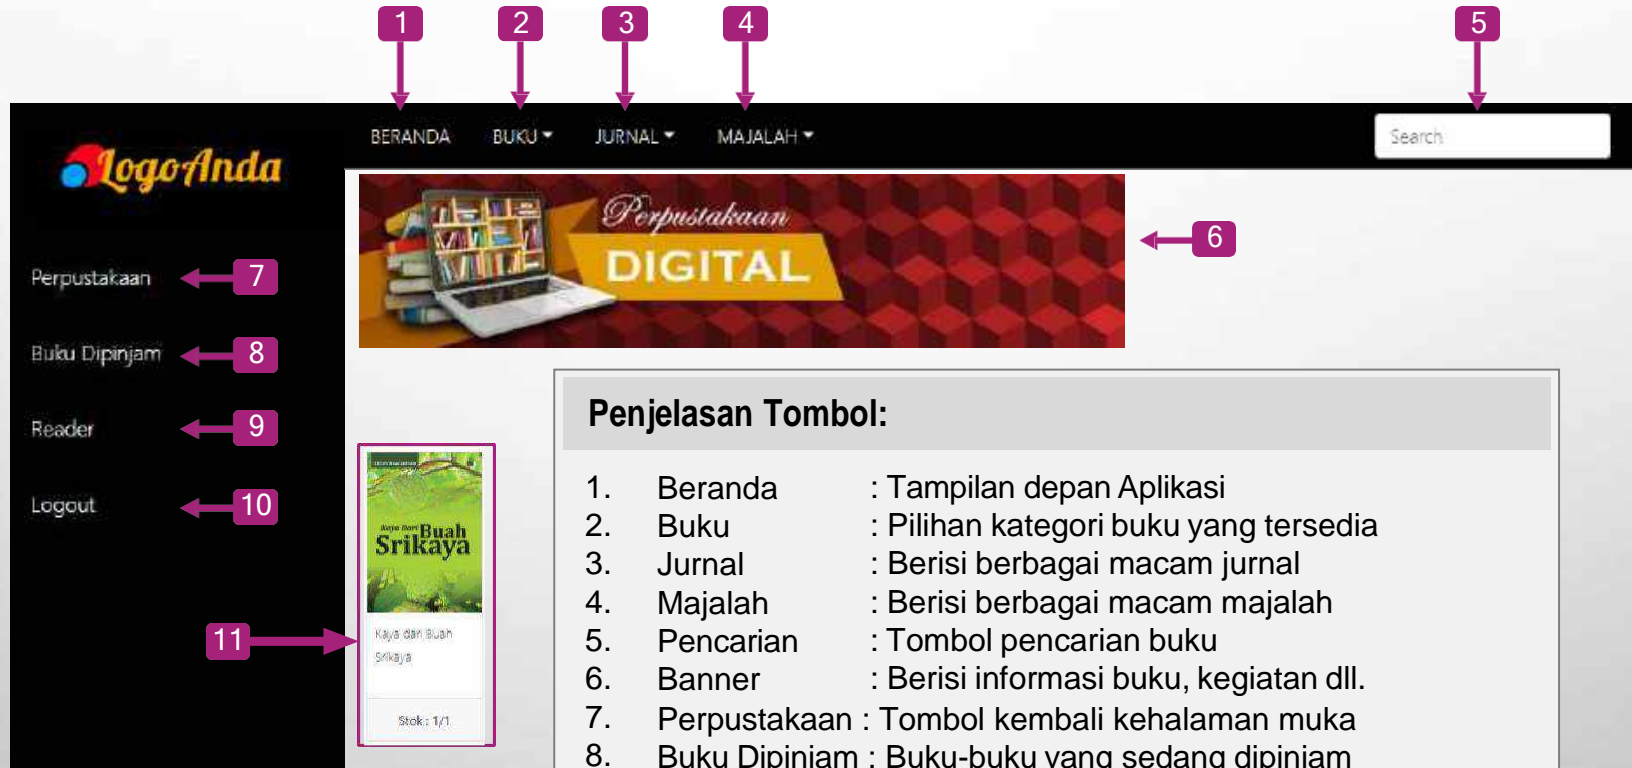 1
2
3
4
5
BERANDA
BUKU
JURNAL
MAJALAH
Search
LogoAnda
Perpustakaan
DIGITAL
6
Perpustakaan
7
Buku Dipinjam
8
Reader
9
Logout
10
Kaya Dari Buah
Srikaya
11
Kaya dari Buah
Srikaya
Stok : 1/1
Penjelasan Tombol:
1. Beranda : Tampilan depan Aplikasi
2. Buku : Pilihan kategori buku yang tersedia
3. Jurnal : Berisi berbagai macam jurnal
4. Majalah : Berisi berbagai macam majalah
5. Pencarian : Tombol pencarian buku
6. Banner : Berisi informasi buku, kegiatan dll.
7. Perpustakaan : Tombol kembali kehalaman muka
8. Buku Dipinjam : Buku-buku yang sedang dipinjam